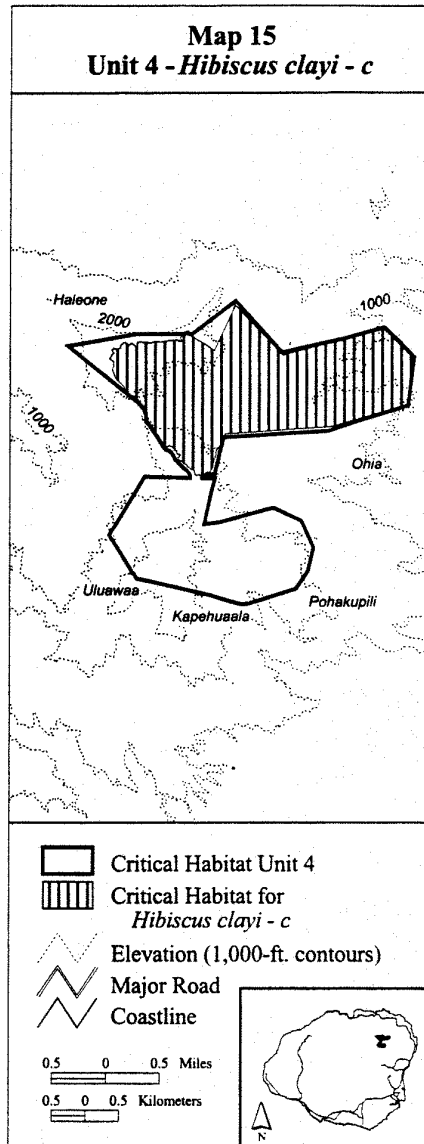 Map 15
Unit 4 - Hibiscus clayi - c
Haleone
2000
1000
1000
Ohia
Uluawaa
Kapehuaala
Pohakupili
Critical Habitat Unit 4
Critical Habitat for
Hibiscus clayi - c
Elevation (1,000-ft. contours)
Major Road
Coastline
0.5 0 0.5 Miles
0.5 0 0.5 Kilometers
N